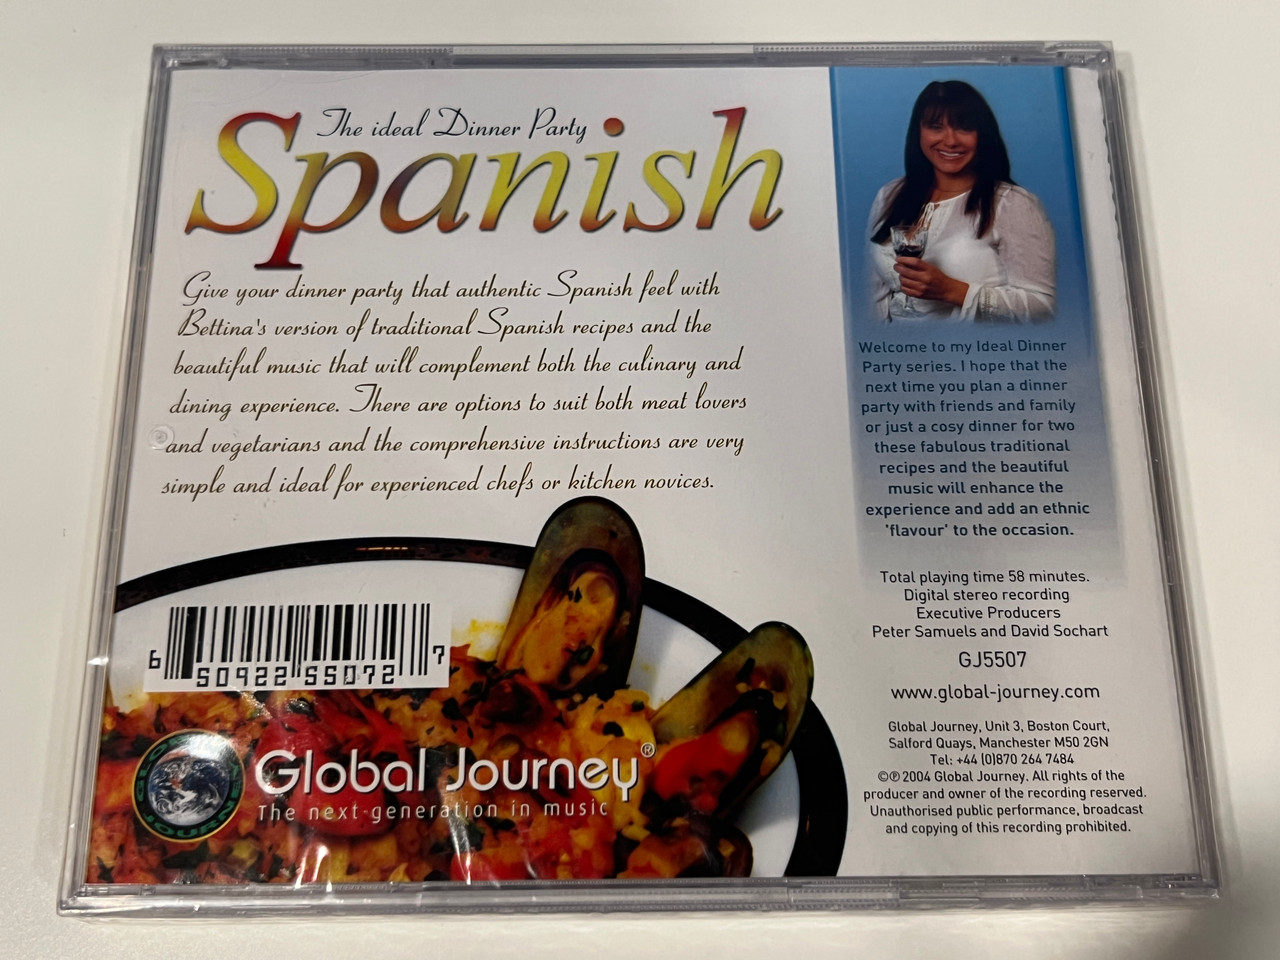 The ideal Dinner Party
Spanish
Give your dinner party that authentic Spanish feel with
Bettina's version of traditional Spanish recipes and the
beautiful music that will complement both the culinary and
dining experience. There are options to suit both meat lovers
and vegetarians and the comprehensive instructions are very
simple and ideal for experienced chefs or kitchen novices.
6 50922 55072 7
Global Journey®
The next-generation in music
GLOBAL JOURNEY
Welcome to my Ideal Dinner
Party series. I hope that the
next time you plan a dinner
party with friends and family
or just a cosy dinner for two
these fabulous traditional
recipes and the beautiful
music will enhance the
experience and add an ethnic
'flavour' to the occasion.
Total playing time 58 minutes.
Digital stereo recording
Executive Producers
Peter Samuels and David Sochart
GJ5507
www.global-journey.com
Global Journey, Unit 3, Boston Court,
Salford Quays, Manchester M50 2GN
Tel: +44 (0)870 264 7484
©℗ 2004 Global Journey. All rights of the
producer and owner of the recording reserved.
Unauthorised public performance, broadcast
and copying of this recording prohibited.